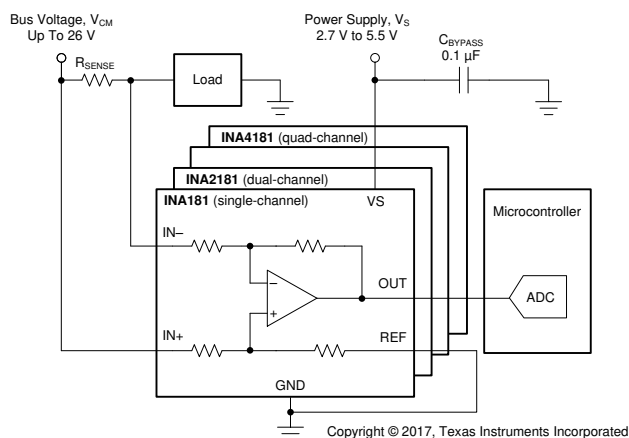 Bus Voltage, VCM
Up To 26 V
RSENSE
Load
Power Supply, VS
2.7 V to 5.5 V
CBYPASS
0.1 µF
INA4181 (quad-channel)
INA2181 (dual-channel)
INA181 (single-channel)
VS
Microcontroller
IN–
–
+
OUT
ADC
IN+
REF
GND
Copyright © 2017, Texas Instruments Incorporated